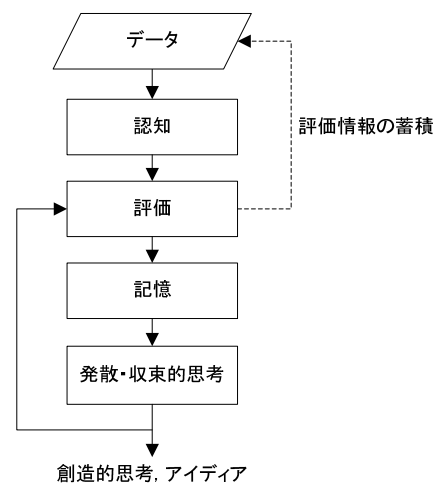 データ
認知
評価情報の蓄積
評価
記憶
発散・収束的思考
創造的思考, アイディア